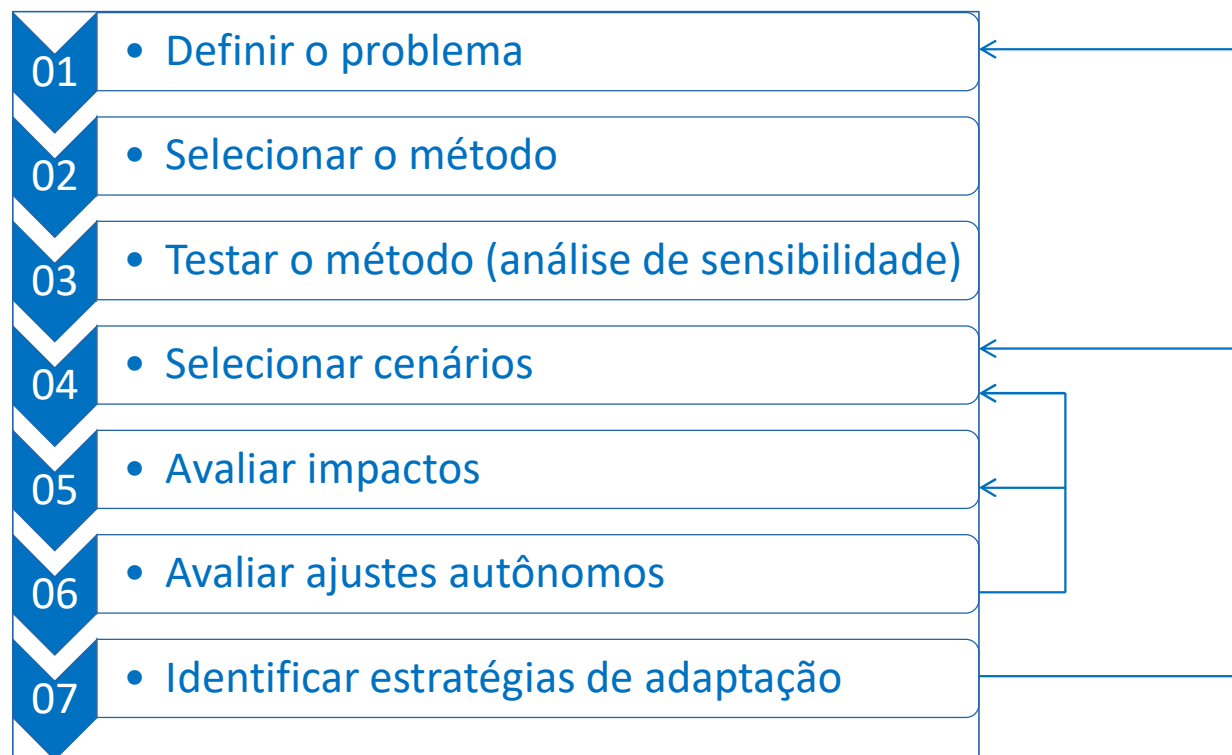 01 • Definir o problema
02 • Selecionar o método
03 • Testar o método (análise de sensibilidade)
04 • Selecionar cenários
05 • Avaliar impactos
06 • Avaliar ajustes autônomos
07 • Identificar estratégias de adaptação